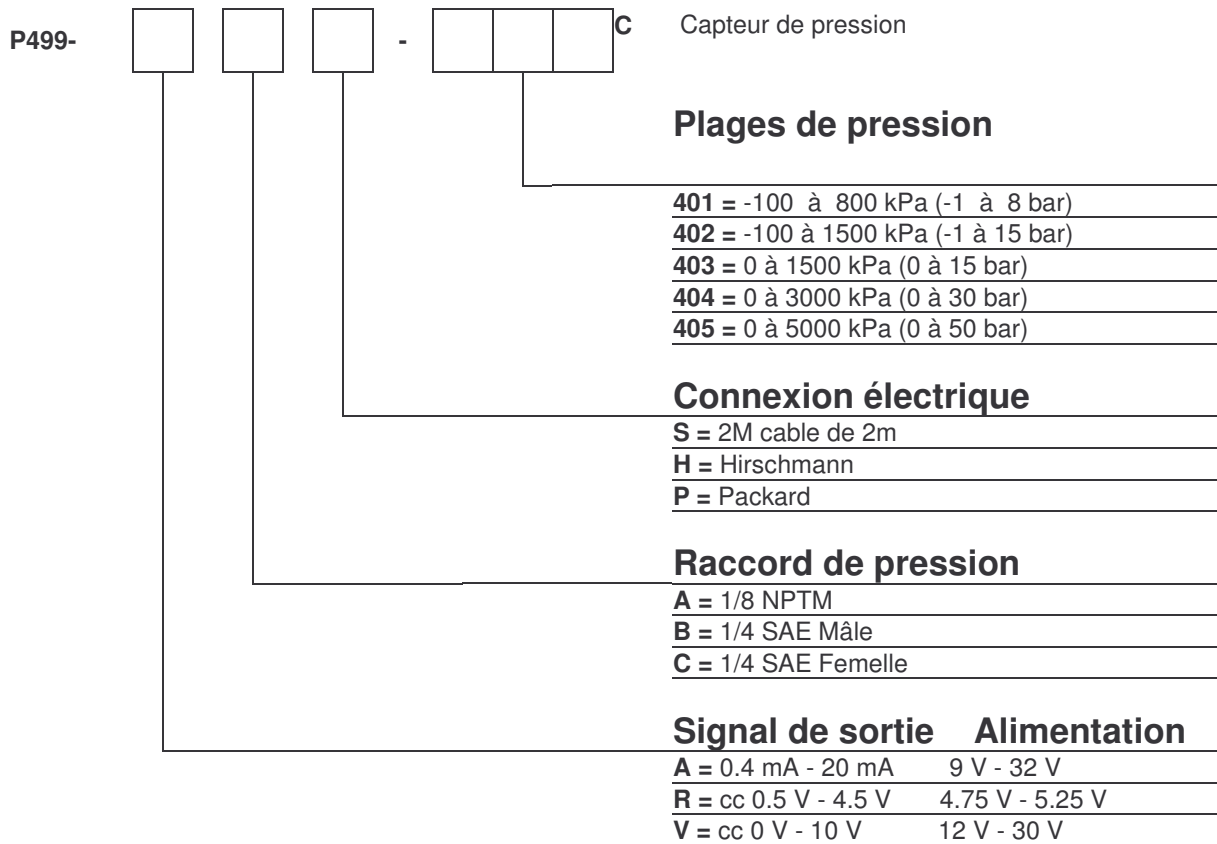 P499- - C Capteur de pression
Plages de pression
401 = -100 à 800 kPa (-1 à 8 bar)
402 = -100 à 1500 kPa (-1 à 15 bar)
403 = 0 à 1500 kPa (0 à 15 bar)
404 = 0 à 3000 kPa (0 à 30 bar)
405 = 0 à 5000 kPa (0 à 50 bar)
Connexion électrique
S = 2M cable de 2m
H = Hirschmann
P = Packard
Raccord de pression
A = 1/8 NPTM
B = 1/4 SAE Mâle
C = 1/4 SAE Femelle
Signal de sortie Alimentation
A = 0.4 mA - 20 mA 9 V - 32 V
R = cc 0.5 V - 4.5 V 4.75 V - 5.25 V
V = cc 0 V - 10 V 12 V - 30 V